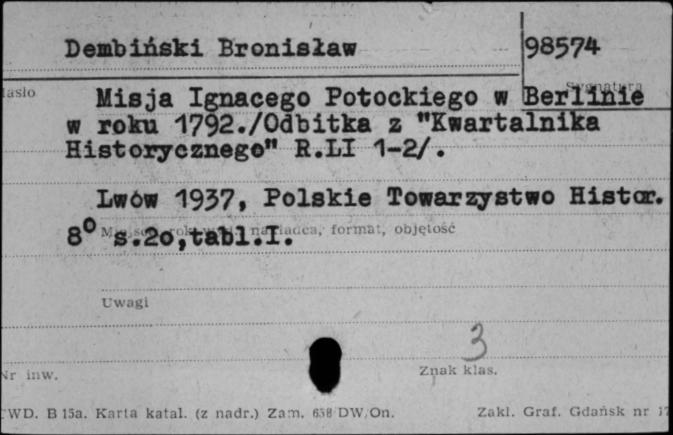 Dembiński Bronisław
98574
Hasło
Sygnatura
Misja Ignacego Potockiego w Berlinie
w roku 1792./Odbitka z "Kwartalnika
Historycznego" R.LI 1-2/.
Lwów 1937, Polskie Towarzystwo Histor.
8⁰ s.2o,tabl.I.
format, objętość
Uwagi
3
Nr inw.
Znak klas.
WD. B 15a. Karta katal. (z nadr.) Zam. 658 DW/On.
Zakl. Graf. Gdańsk nr